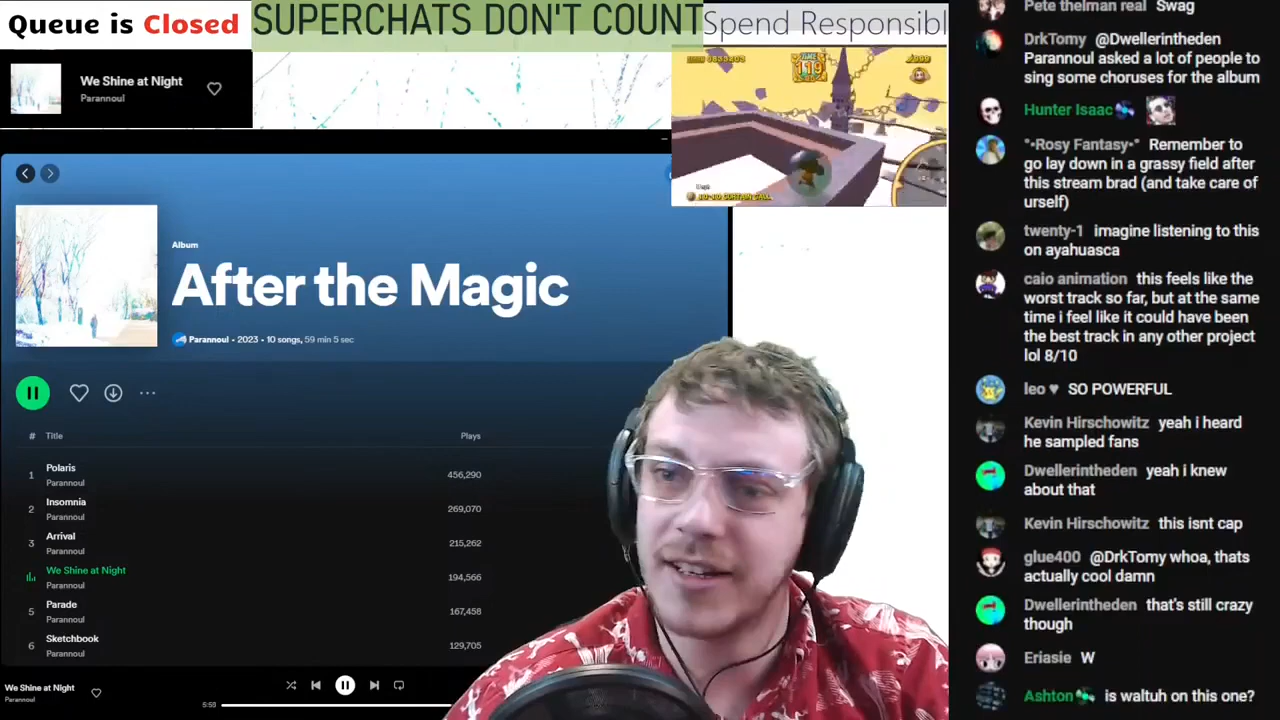 Queue is Closed
SUPERCHATS DON'T COUNT
Spend Responsibl
We Shine at Night
Parannoul
119
Album
After the Magic
Parannoul • 2023 • 10 songs, 59 min 5 sec
# Title Plays
1 Polaris 456,290
Parannoul
2 Insomnia 269,070
Parannoul
3 Arrival 215,262
Parannoul
We Shine at Night 194,566
Parannoul
5 Parade 167,458
Parannoul
6 Sketchbook 129,705
Parannoul
We Shine at Night
Parannoul
Pete thelman real Swag
DrkTomy @Dwellerintheden
Parannoul asked a lot of people to
sing some choruses for the album
Hunter Isaac
°•Rosy Fantasy•° Remember to
go lay down in a grassy field after
this stream brad (and take care of
urself)
twenty-1 imagine listening to this
on ayahuasca
caio animation this feels like the
worst track so far, but at the same
time i feel like it could have been
the best track in any other project
lol 8/10
leo ♥ SO POWERFUL
Kevin Hirschowitz yeah i heard
he sampled fans
Dwellerintheden yeah i knew
about that
Kevin Hirschowitz this isnt cap
glue400 @DrkTomy whoa, thats
actually cool damn
Dwellerintheden that's still crazy
though
Eriasie W
Ashton is waltuh on this one?